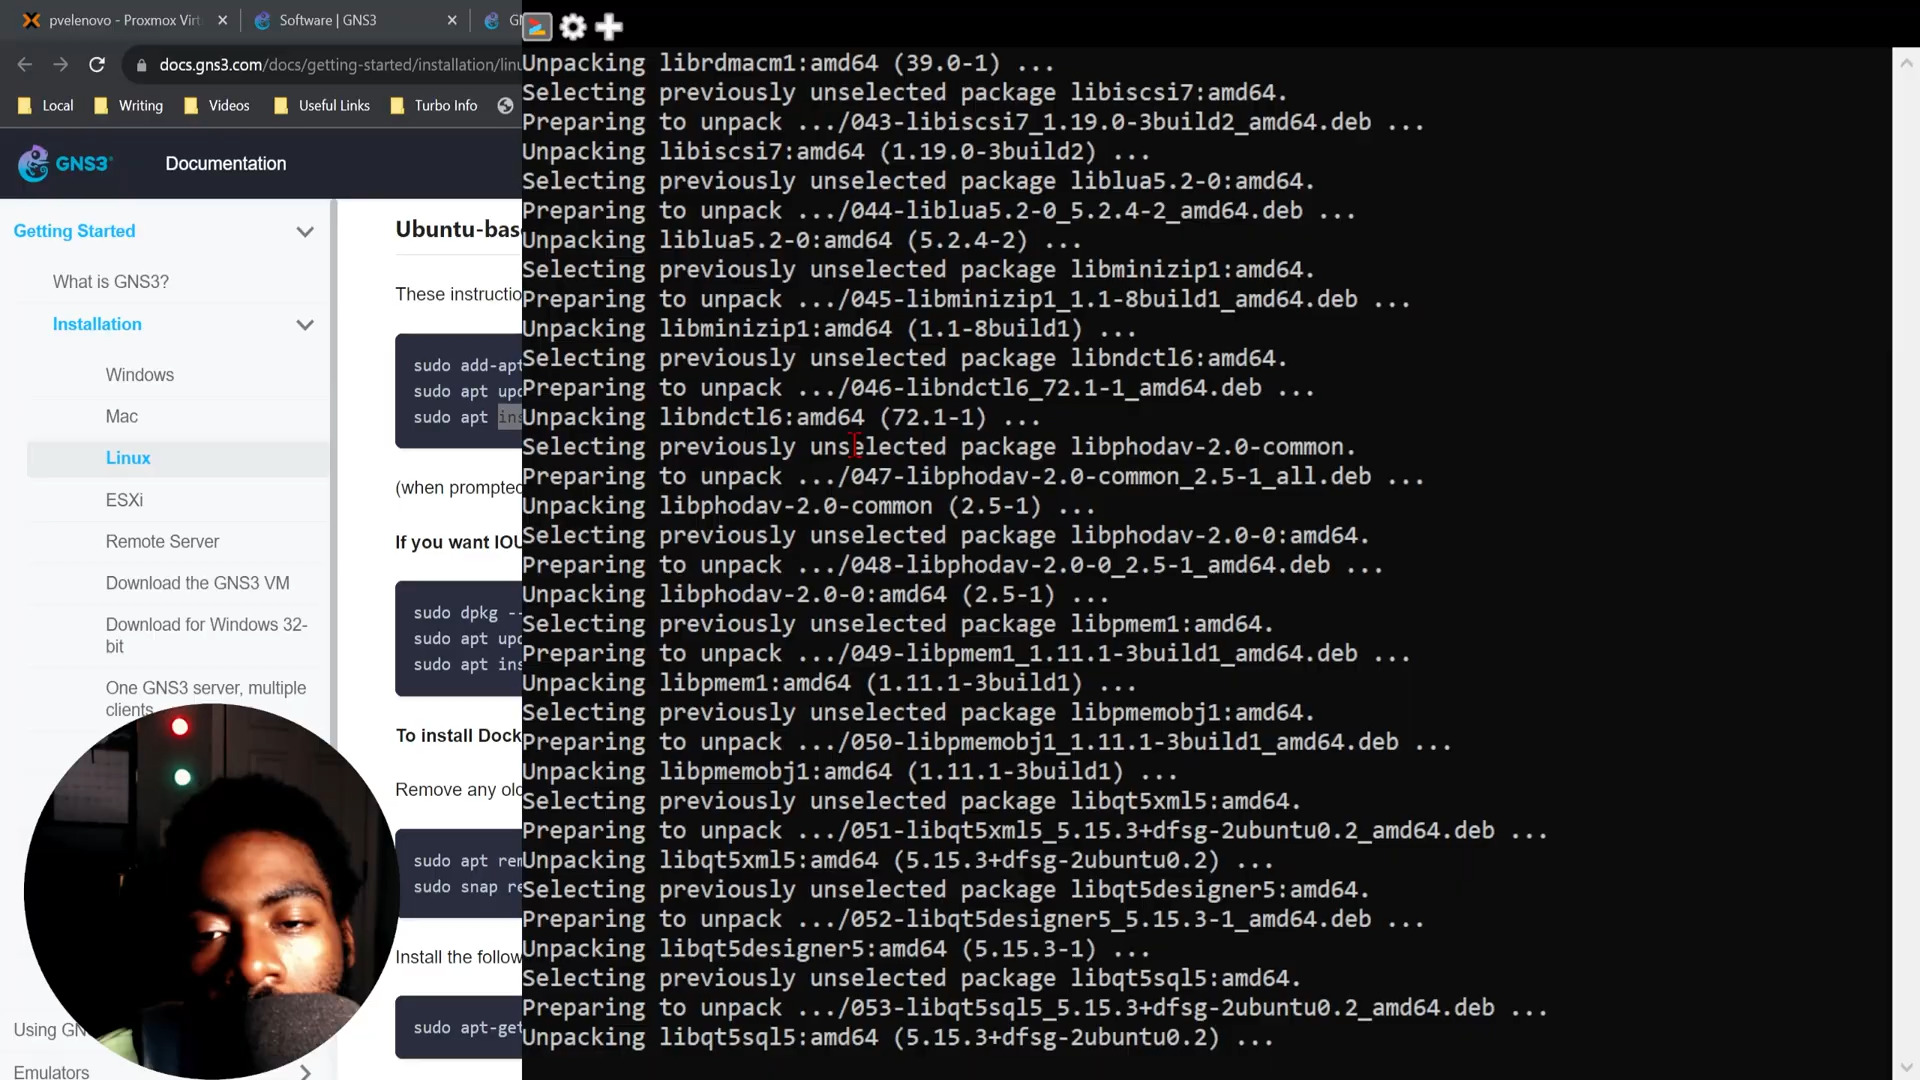 pvelenovo - Proxmox Virt
Software | GNS3
docs.gns3.com/docs/getting-started/installation/linu
Local
Writing
Videos
Useful Links
Turbo Info
GNS3
Documentation
Getting Started
What is GNS3?
Installation
Windows
Mac
Linux
ESXi
Remote Server
Download the GNS3 VM
Download for Windows 32-
bit
One GNS3 server, multiple
clients
Using GN
Emulators
Ubuntu-bas
These instructio
sudo add-apt
sudo apt upd
sudo apt ins
(when prompted
If you want IOU
sudo dpkg --
sudo apt upd
sudo apt ins
To install Dock
Remove any old
sudo apt rem
sudo snap re
Install the follow
sudo apt-get
Unpacking librdmacm1:amd64 (39.0-1) ...
Selecting previously unselected package libiscsi7:amd64.
Preparing to unpack .../043-libiscsi7_1.19.0-3build2_amd64.deb ...
Unpacking libiscsi7:amd64 (1.19.0-3build2) ...
Selecting previously unselected package liblua5.2-0:amd64.
Preparing to unpack .../044-liblua5.2-0_5.2.4-2_amd64.deb ...
Unpacking liblua5.2-0:amd64 (5.2.4-2) ...
Selecting previously unselected package libminizip1:amd64.
Preparing to unpack .../045-libminizip1_1.1-8build1_amd64.deb ...
Unpacking libminizip1:amd64 (1.1-8build1) ...
Selecting previously unselected package libndctl6:amd64.
Preparing to unpack .../046-libndctl6_72.1-1_amd64.deb ...
Unpacking libndctl6:amd64 (72.1-1) ...
Selecting previously unselected package libphodav-2.0-common.
Preparing to unpack .../047-libphodav-2.0-common_2.5-1_all.deb ...
Unpacking libphodav-2.0-common (2.5-1) ...
Selecting previously unselected package libphodav-2.0-0:amd64.
Preparing to unpack .../048-libphodav-2.0-0_2.5-1_amd64.deb ...
Unpacking libphodav-2.0-0:amd64 (2.5-1) ...
Selecting previously unselected package libpmem1:amd64.
Preparing to unpack .../049-libpmem1_1.11.1-3build1_amd64.deb ...
Unpacking libpmem1:amd64 (1.11.1-3build1) ...
Selecting previously unselected package libpmemobj1:amd64.
Preparing to unpack .../050-libpmemobj1_1.11.1-3build1_amd64.deb ...
Unpacking libpmemobj1:amd64 (1.11.1-3build1) ...
Selecting previously unselected package libqt5xml5:amd64.
Preparing to unpack .../051-libqt5xml5_5.15.3+dfsg-2ubuntu0.2_amd64.deb ...
Unpacking libqt5xml5:amd64 (5.15.3+dfsg-2ubuntu0.2) ...
Selecting previously unselected package libqt5designer5:amd64.
Preparing to unpack .../052-libqt5designer5_5.15.3-1_amd64.deb ...
Unpacking libqt5designer5:amd64 (5.15.3-1) ...
Selecting previously unselected package libqt5sql5:amd64.
Preparing to unpack .../053-libqt5sql5_5.15.3+dfsg-2ubuntu0.2_amd64.deb ...
Unpacking libqt5sql5:amd64 (5.15.3+dfsg-2ubuntu0.2) ...